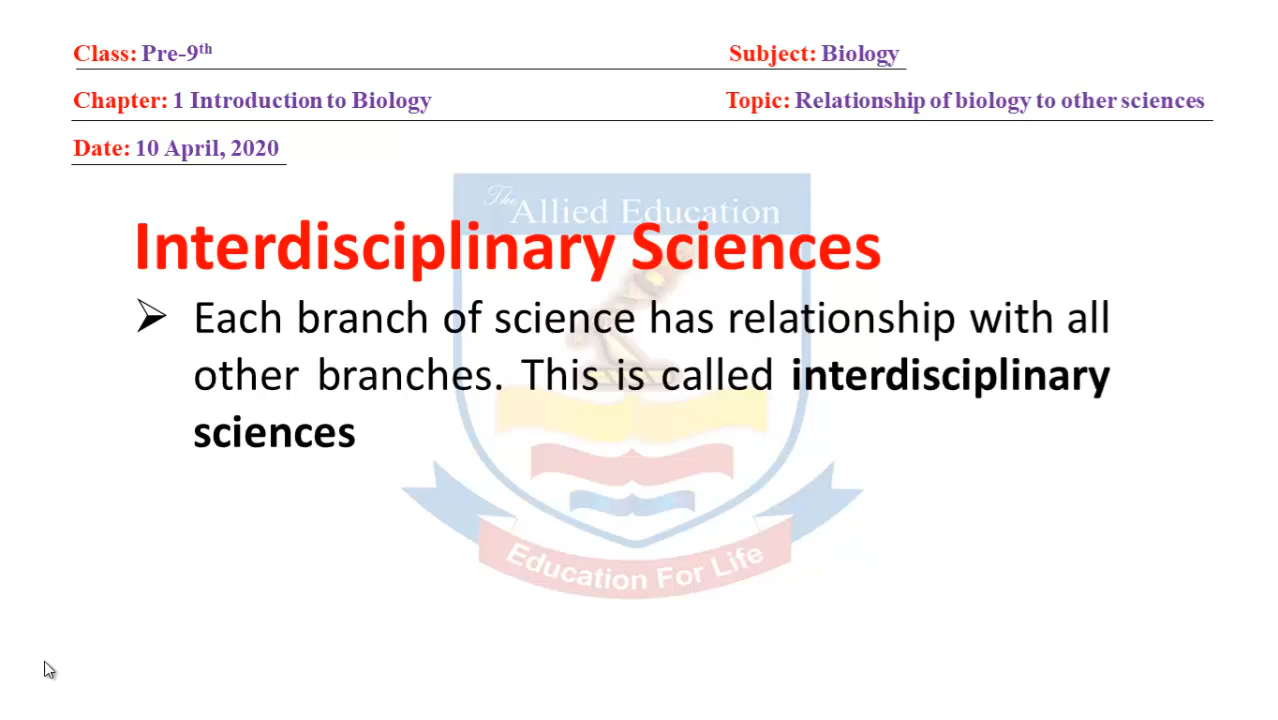 Class: Pre-9th Subject: Biology
Chapter: 1 Introduction to Biology Topic: Relationship of biology to other sciences
Date: 10 April, 2020
The
Allied Education
Interdisciplinary Sciences
➢ Each branch of science has relationship with all
other branches. This is called interdisciplinary
sciences
Education For Life